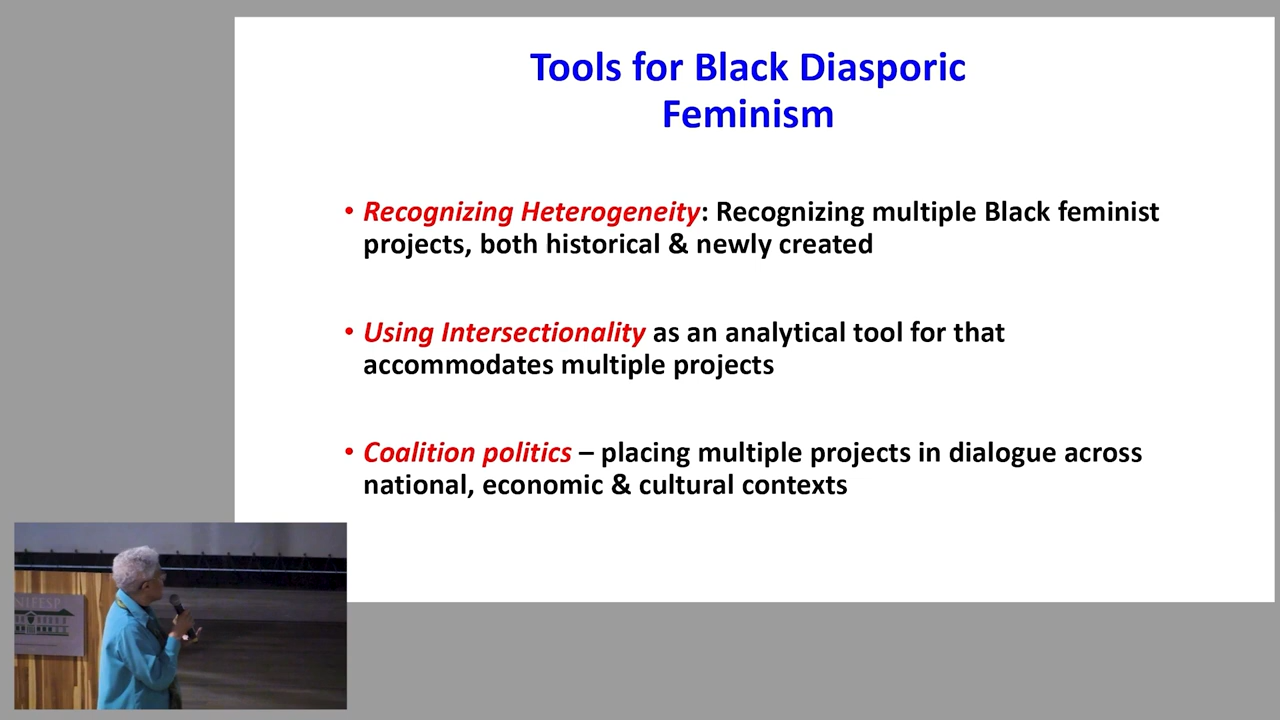 Tools for Black Diasporic
Feminism
• Recognizing Heterogeneity: Recognizing multiple Black feminist
projects, both historical & newly created
• Using Intersectionality as an analytical tool for that
accommodates multiple projects
• Coalition politics – placing multiple projects in dialogue across
national, economic & cultural contexts